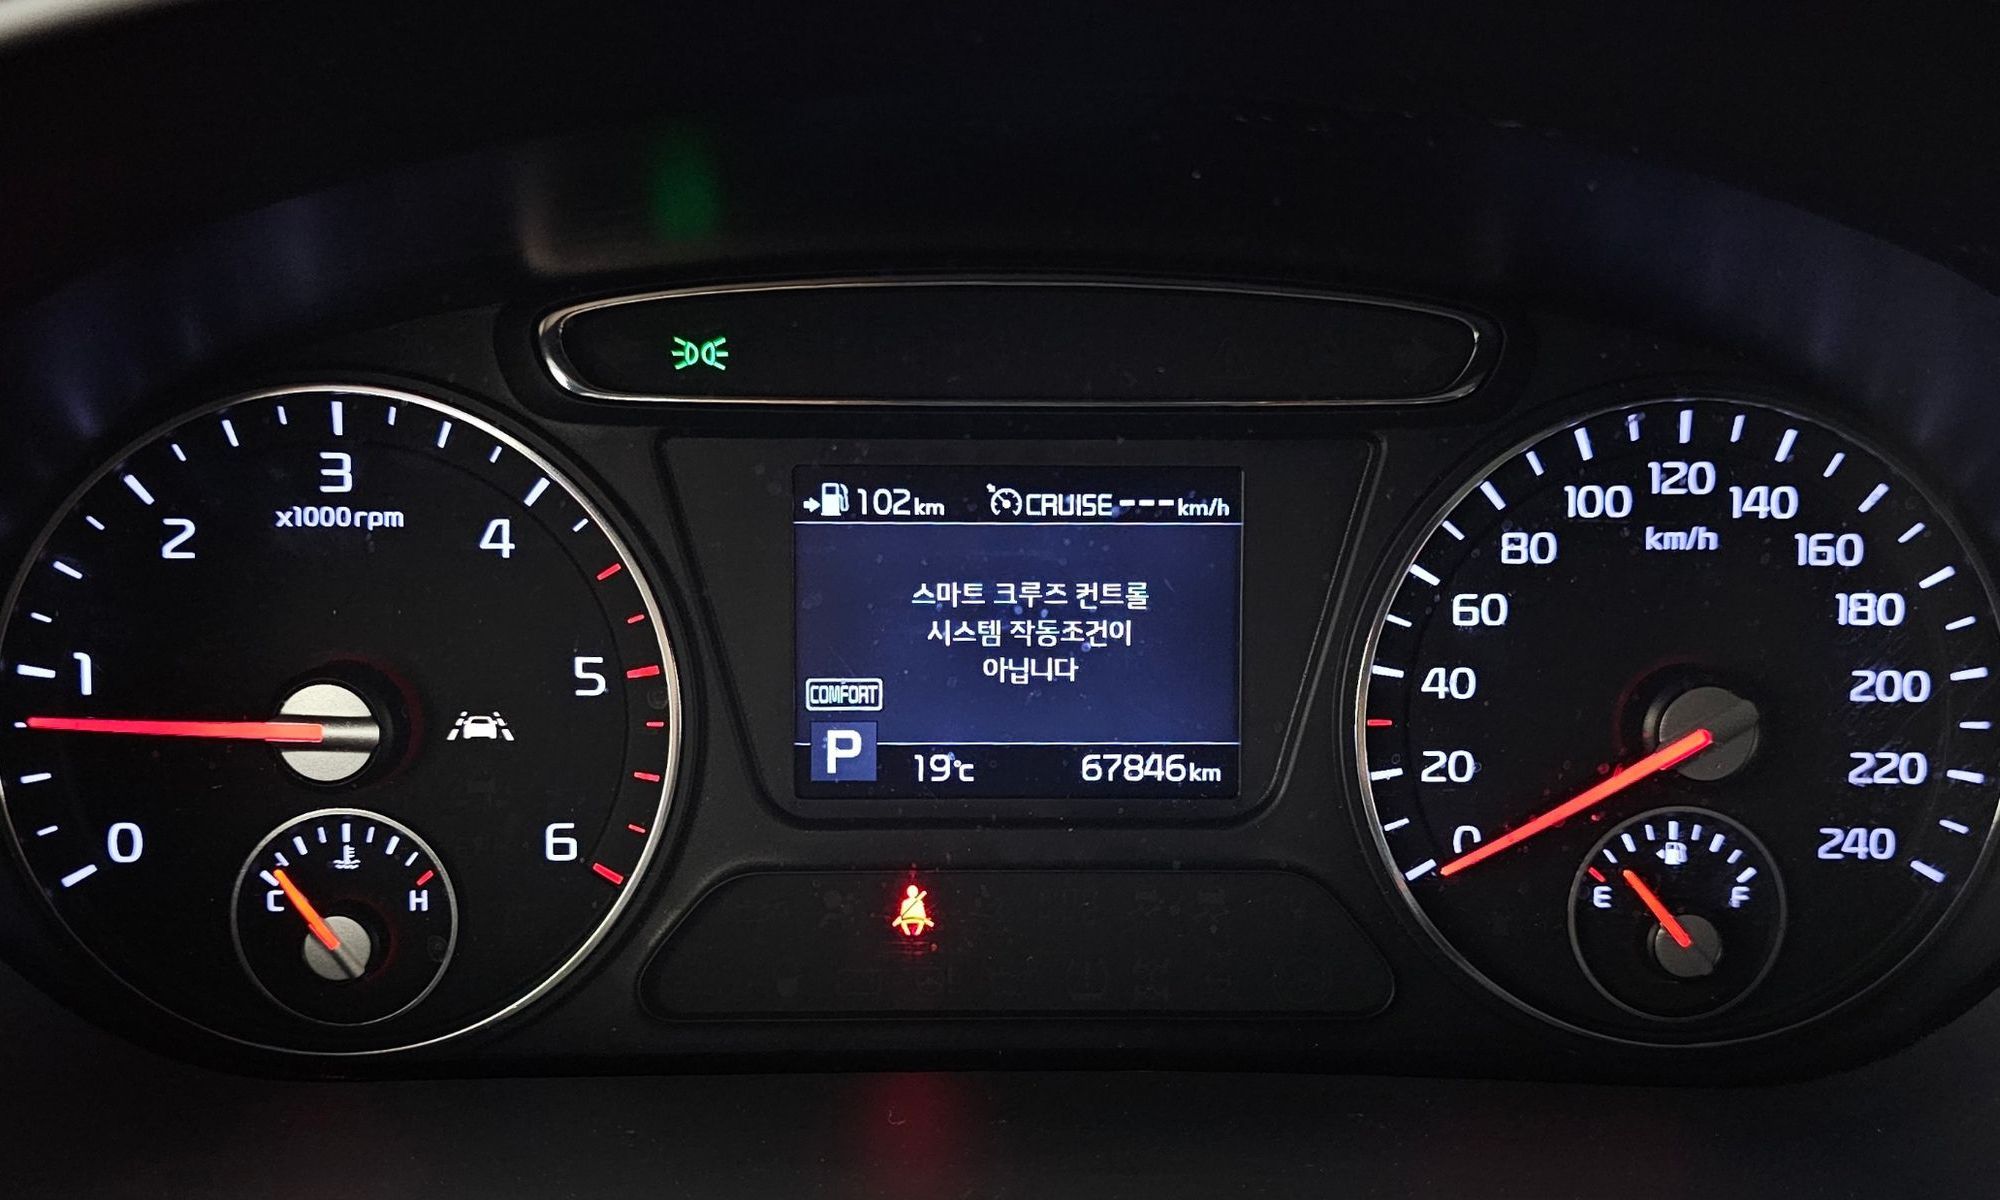 102km CRUISE---km/h
스마트 크루즈 컨트롤
시스템 작동조건이
아닙니다
COMFORT
P 19℃ 67846km
0 1 2 3 4 5 6
x1000rpm
C H
0 20 40 60 80 100 120 140 160 180 200 220 240
km/h
E F